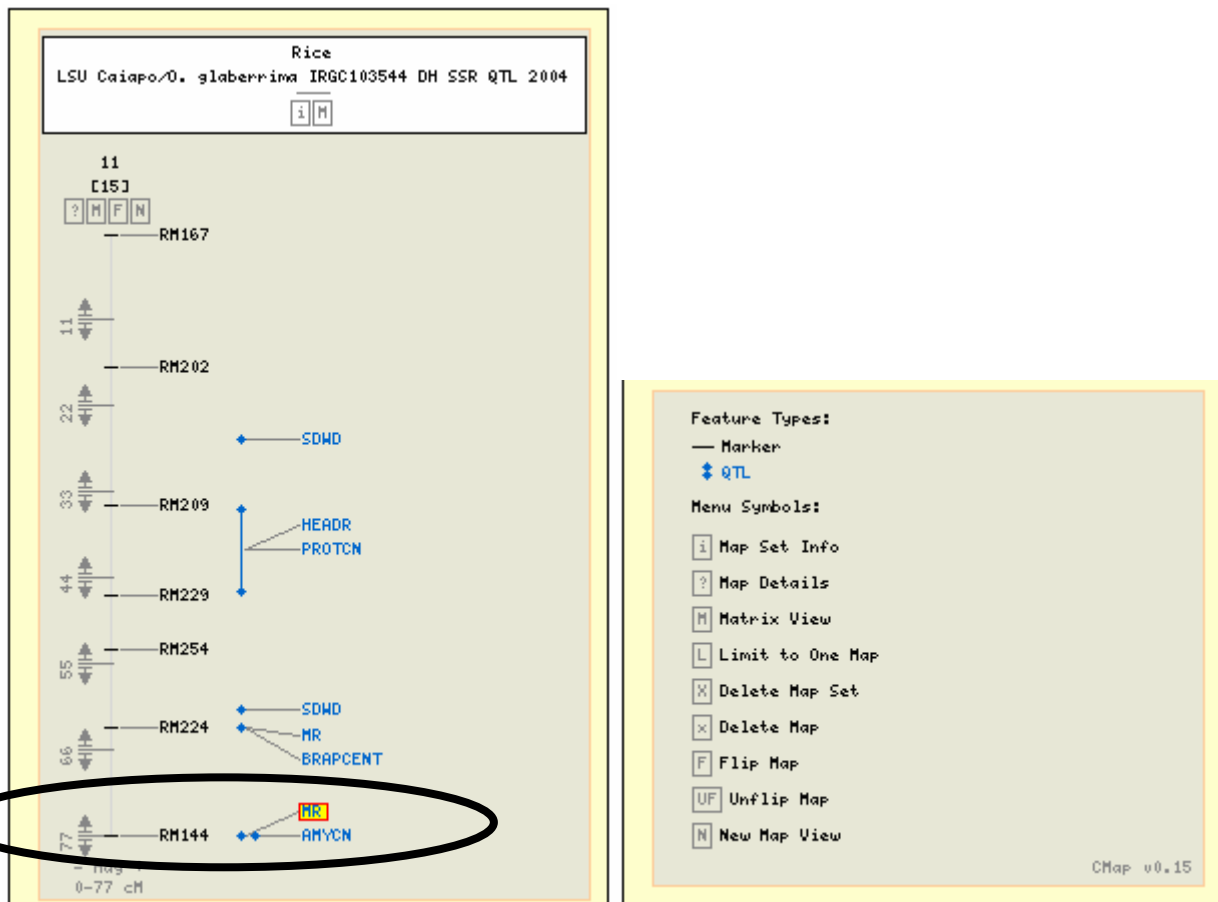 Rice
LSU Caiapo/O. glaberrima IRGC103544 DH SSR QTL 2004
i M
11
[15]
? M F N
RM167
11
RM202
22
SDWD
33
RM209
HEADR
PROTCN
44
RM229
RM254
55
SDWD
RM224
MR
BRAPCENT
66
MR
RM144
AMYCN
77
0-77 cM
Feature Types:
Marker
QTL
Menu Symbols:
i Map Set Info
? Map Details
M Matrix View
L Limit to One Map
X Delete Map Set
x Delete Map
F Flip Map
UF Unflip Map
N New Map View
CMap v0.15